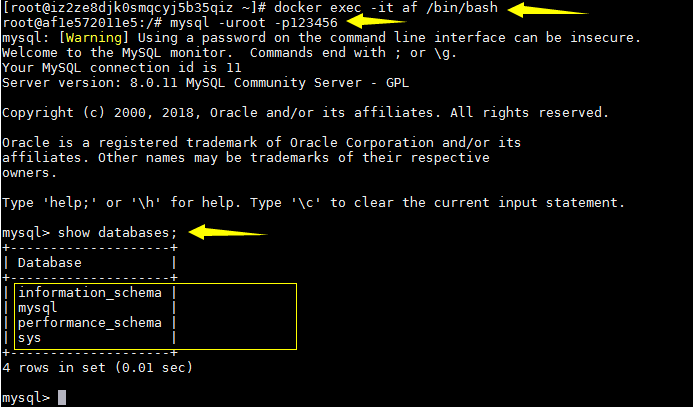 [root@iz2ze8djk0smqcyj5b35qiz ~]# docker exec -it af /bin/bash
root@af1e572011e5:/# mysql -uroot -p123456
mysql: [Warning] Using a password on the command line interface can be insecure.
Welcome to the MySQL monitor.  Commands end with ; or \g.
Your MySQL connection id is 11
Server version: 8.0.11 MySQL Community Server - GPL

Copyright (c) 2000, 2018, Oracle and/or its affiliates. All rights reserved.

Oracle is a registered trademark of Oracle Corporation and/or its
affiliates. Other names may be trademarks of their respective
owners.

Type 'help;' or '\h' for help. Type '\c' to clear the current input statement.

mysql> show databases;
+--------------------+
| Database           |
+--------------------+
| information_schema |
| mysql              |
| performance_schema |
| sys                |
+--------------------+
4 rows in set (0.01 sec)

mysql>